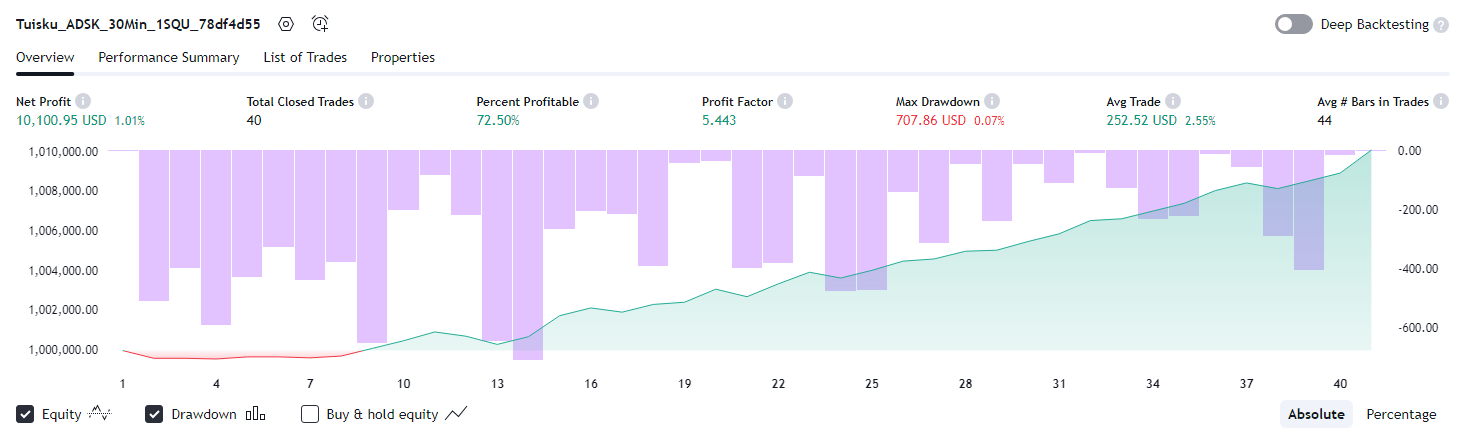 Tuisku_ADSK_30Min_1SQU_78df4d55 Deep Backtesting ?
Overview Performance Summary List of Trades Properties
Net Profit i Total Closed Trades i Percent Profitable i Profit Factor i Max Drawdown i Avg Trade i Avg # Bars in Trades i
10,100.95 USD 1.01% 40 72.50% 5.443 707.86 USD 0.07% 252.52 USD 2.55% 44
1,010,000.00 0.00
1,008,000.00
1,006,000.00 -200.00
1,004,000.00 -400.00
1,002,000.00
1,000,000.00 -600.00
1 4 7 10 13 16 19 22 25 28 31 34 37 40
Equity Drawdown Buy & hold equity Absolute Percentage